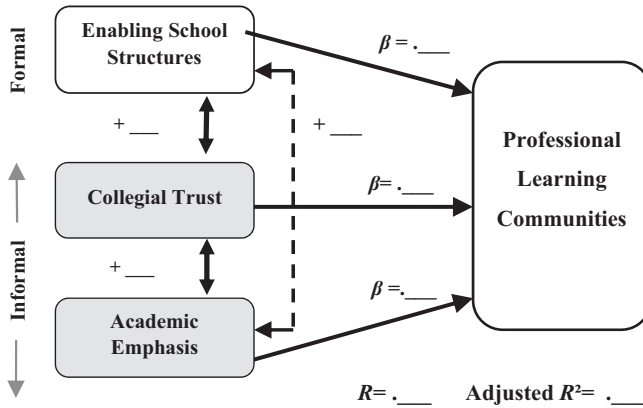 Formal
Informal
Enabling School
Structures
β = .___
+ ___
+ ___
Collegial Trust
β= .___
+ ___
Academic
Emphasis
β =.___
Professional
Learning
Communities
R= .___ Adjusted R²= .___